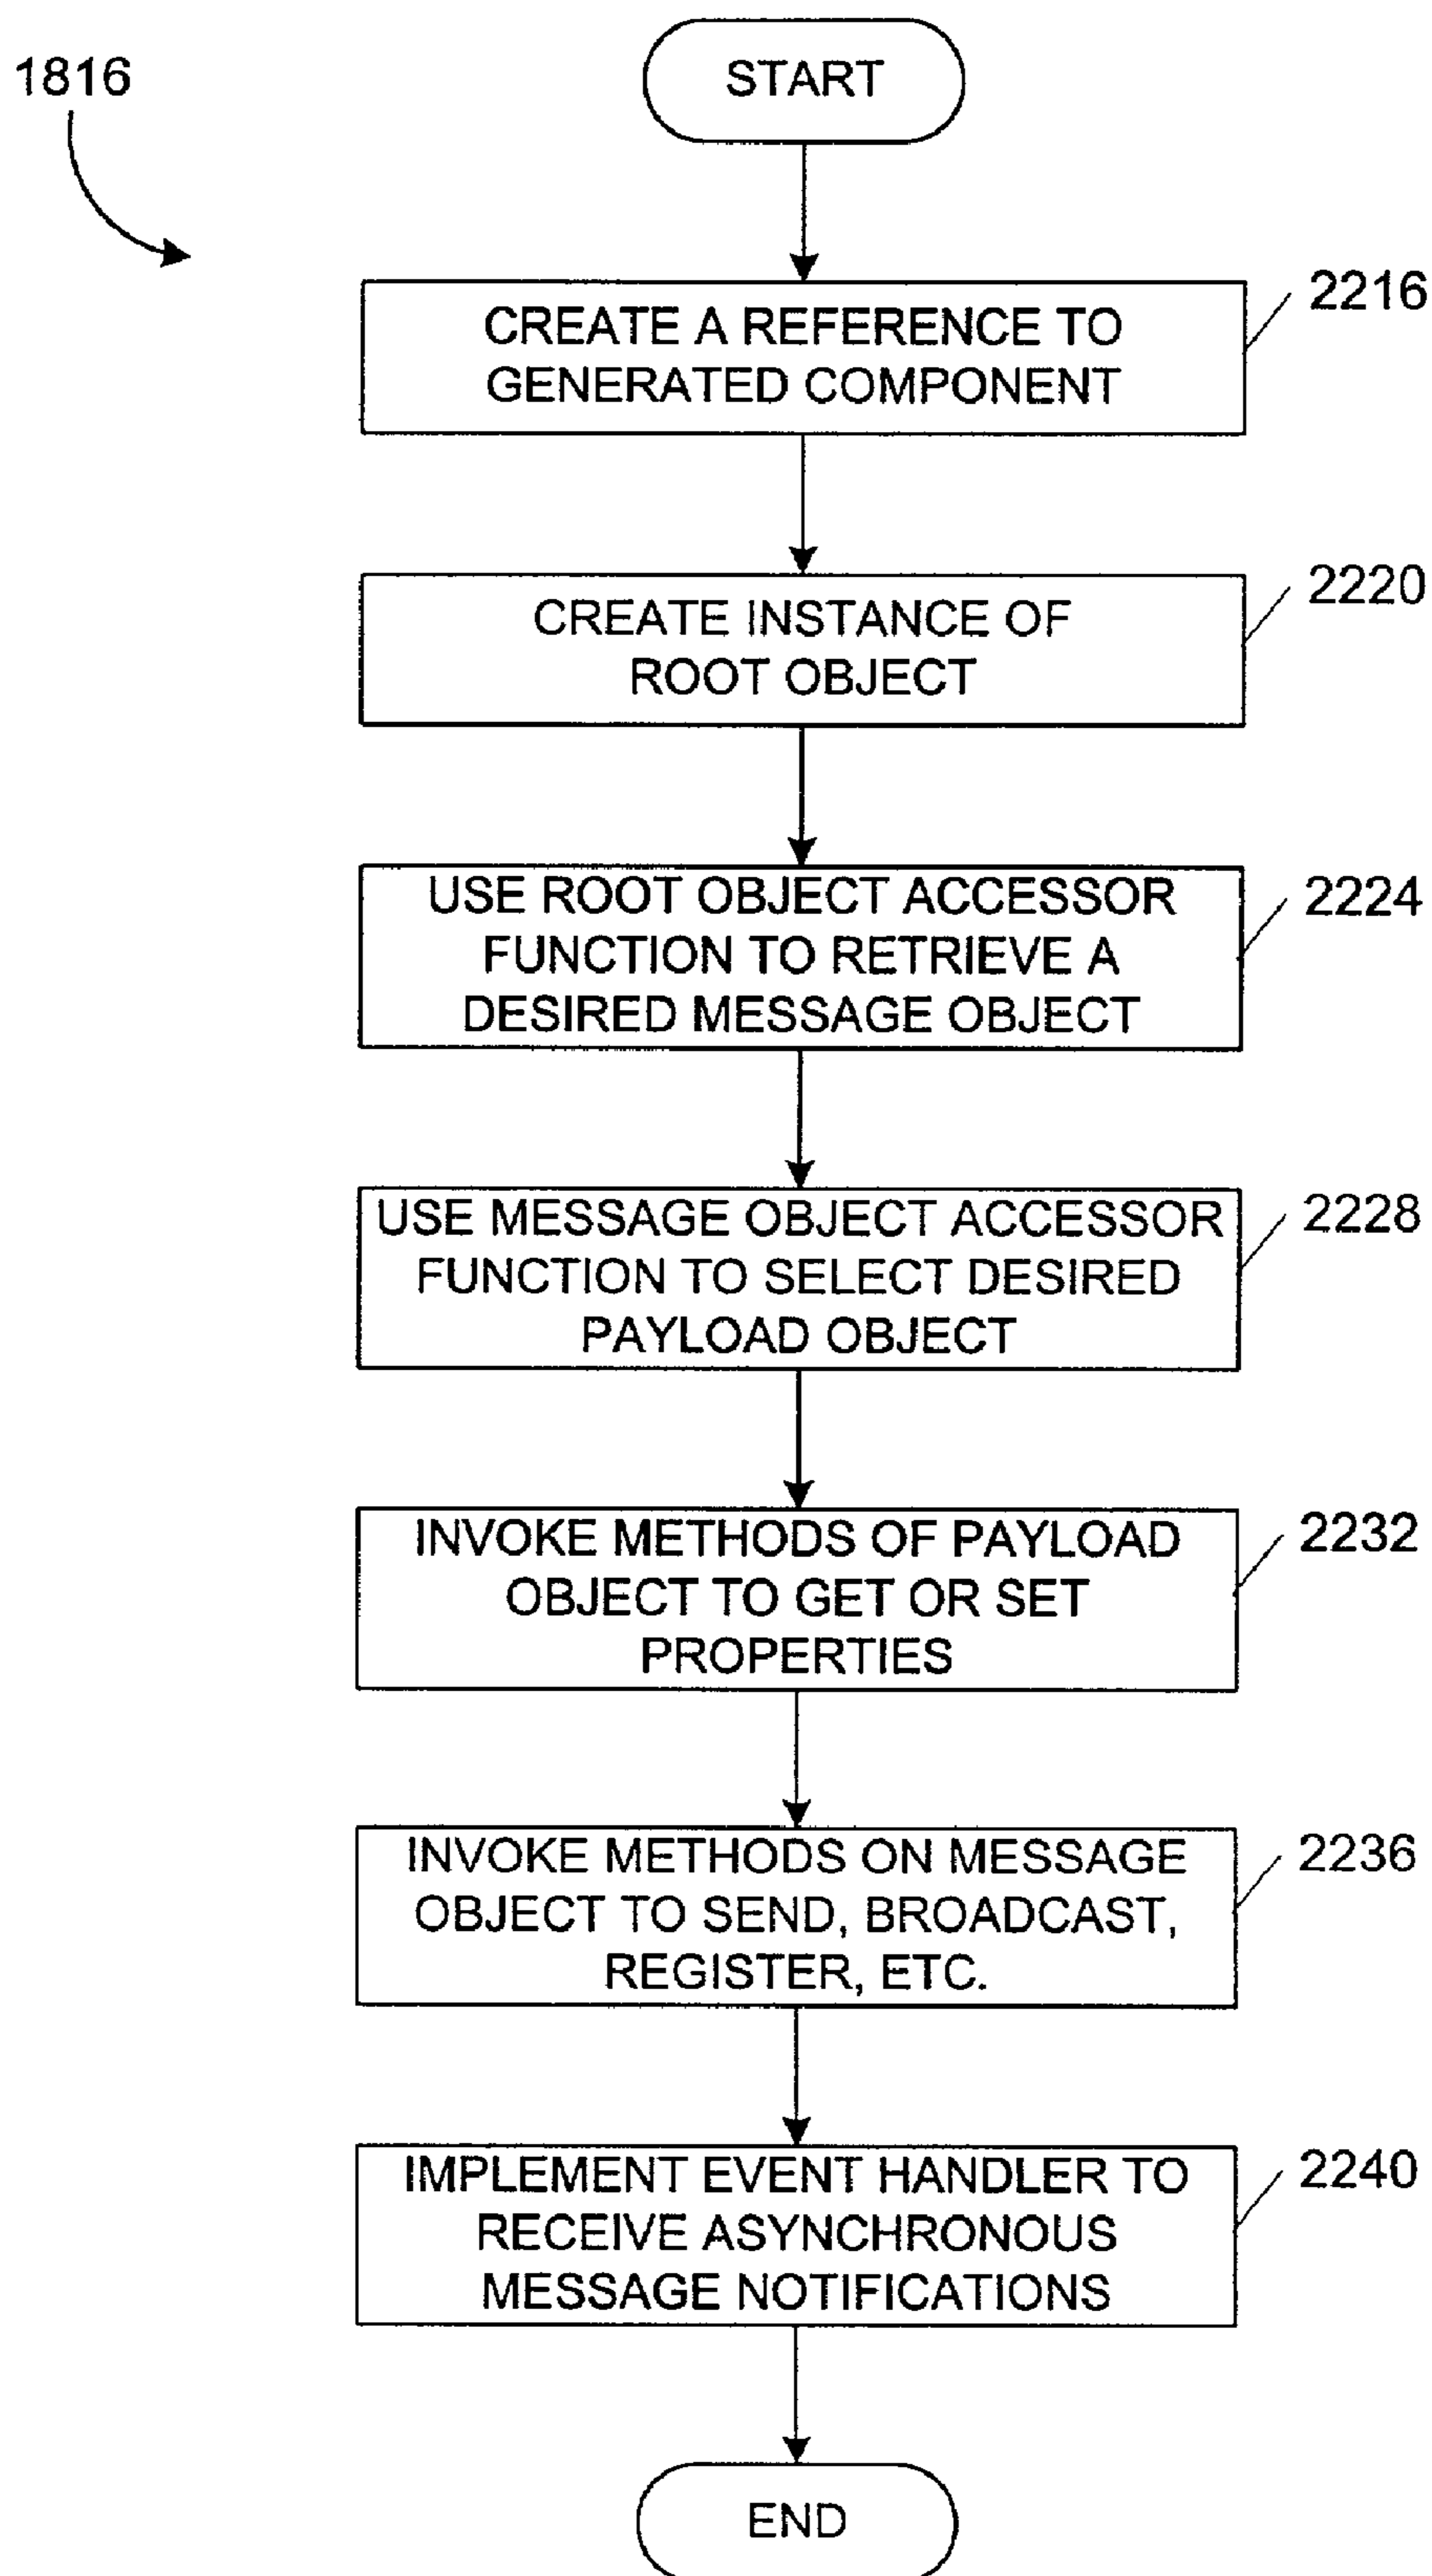 1816
START
2216
CREATE A REFERENCE TO
GENERATED COMPONENT
2220
CREATE INSTANCE OF
ROOT OBJECT
2224
USE ROOT OBJECT ACCESSOR
FUNCTION TO RETRIEVE A
DESIRED MESSAGE OBJECT
2228
USE MESSAGE OBJECT ACCESSOR
FUNCTION TO SELECT DESIRED
PAYLOAD OBJECT
2232
INVOKE METHODS OF PAYLOAD
OBJECT TO GET OR SET
PROPERTIES
2236
INVOKE METHODS ON MESSAGE
OBJECT TO SEND, BROADCAST,
REGISTER, ETC.
2240
IMPLEMENT EVENT HANDLER TO
RECEIVE ASYNCHRONOUS
MESSAGE NOTIFICATIONS
END